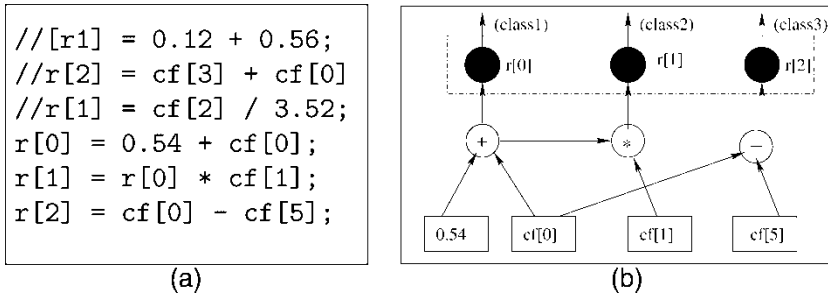 //[r1] = 0.12 + 0.56;
//r[2] = cf[3] + cf[0]
//r[1] = cf[2] / 3.52;
r[0] = 0.54 + cf[0];
r[1] = r[0] * cf[1];
r[2] = cf[0] - cf[5];
(a)
(class1) (class2) (class3)
r[0] r[1] r[2]
+ * −
0.54 cf[0] cf[1] cf[5]
(b)